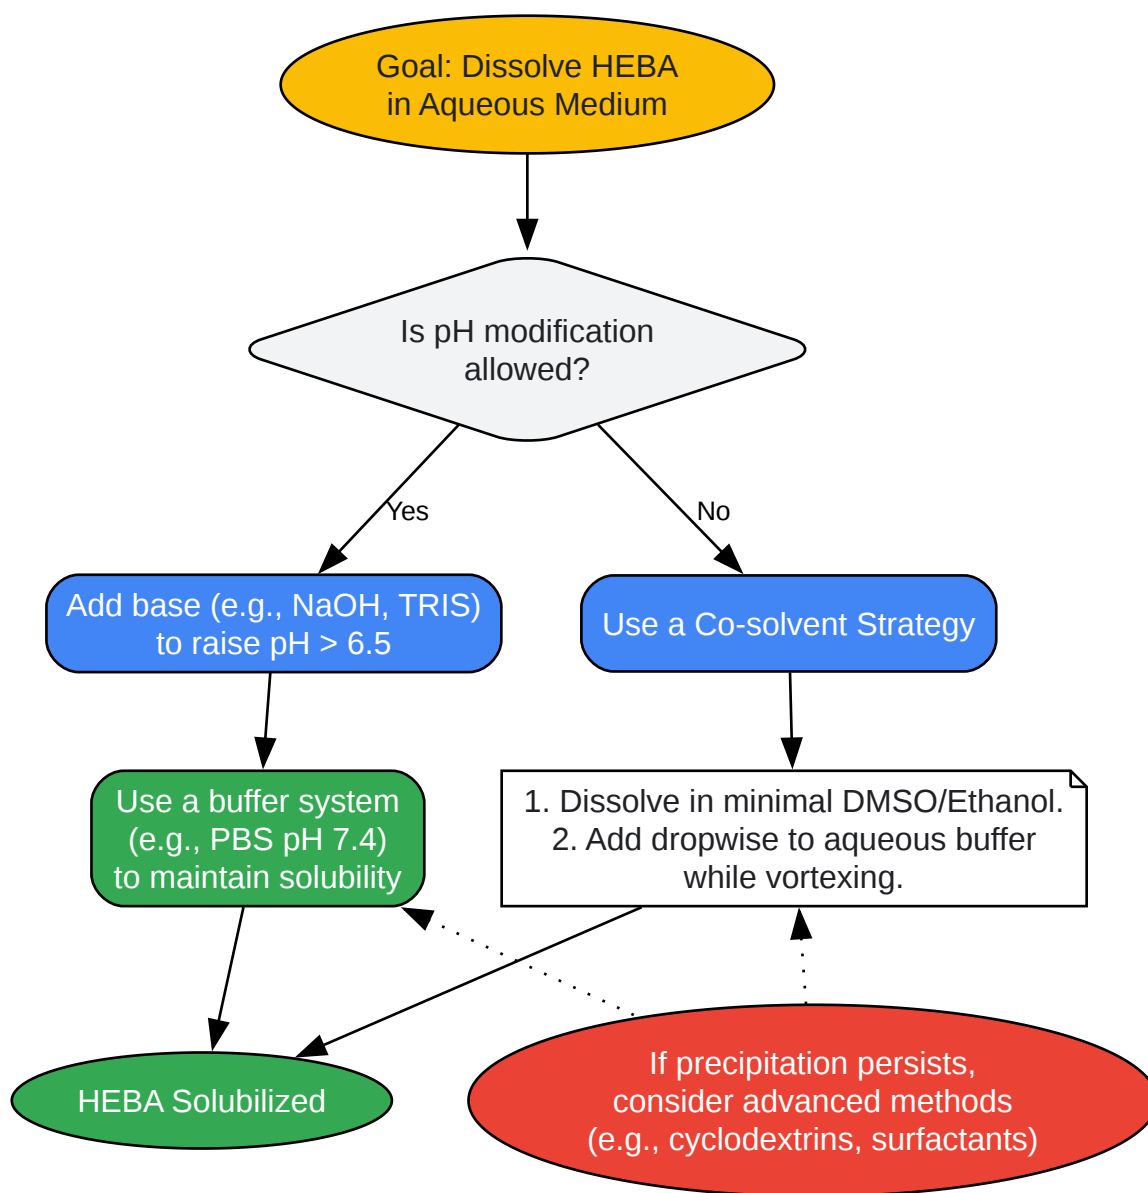 Goal: Dissolve HEBA
in Aqueous Medium
Is pH modification
allowed?
Yes
No
Add base (e.g., NaOH, TRIS)
to raise pH > 6.5
Use a Co-solvent Strategy
Use a buffer system
(e.g., PBS pH 7.4)
to maintain solubility
1. Dissolve in minimal DMSO/Ethanol.
2. Add dropwise to aqueous buffer
while vortexing.
HEBA Solubilized
If precipitation persists,
consider advanced methods
(e.g., cyclodextrins, surfactants)